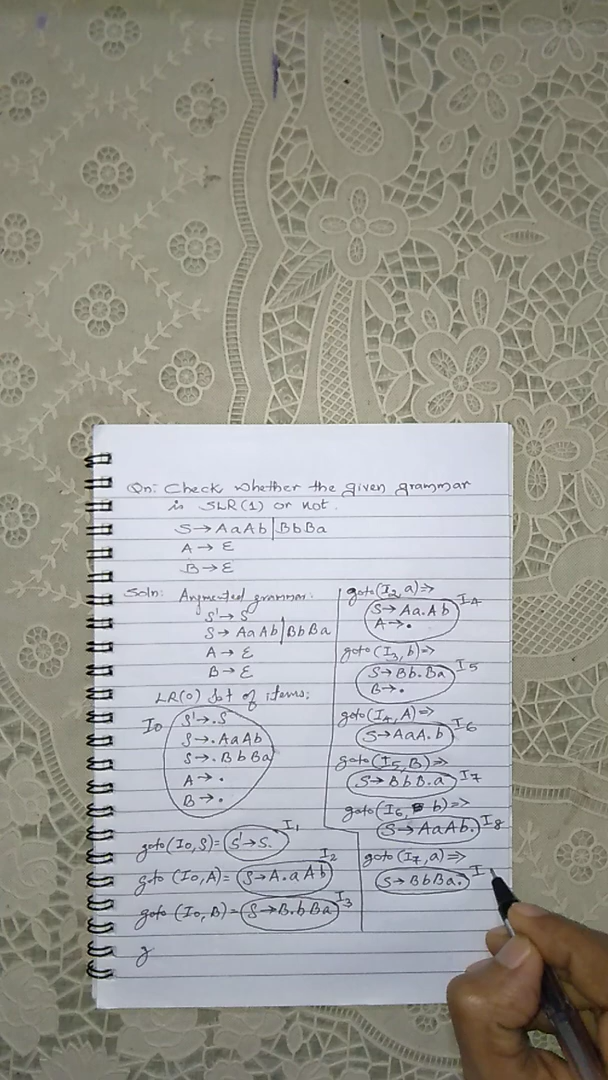 Qn: Check whether the given grammar
is SLR(1) or not.
S→AaAb|BbBa
A→ε
B→ε
Soln: Augmented grammar:
S'→S
S→AaAb|BbBa
A→ε
B→ε
LR(0) set of items:
I0
S'→.S
S→.AaAb
S→.BbBa
A→.
B→.
goto(I0,S)= S'→S. I1
goto(I0,A)= S→A.aAb I2
goto(I0,B)= S→B.bBa I3
g
goto(I2,a)=>
S→Aa.Ab I4
A→.
goto(I3,b)=>
S→Bb.Ba I5
B→.
goto(I4,A)=>
S→AaA.b I6
goto(I5,B)=>
S→BbB.a I7
goto(I6, b)=>
S→AaAb. I8
goto(I7,a)=>
S→BbBa. I